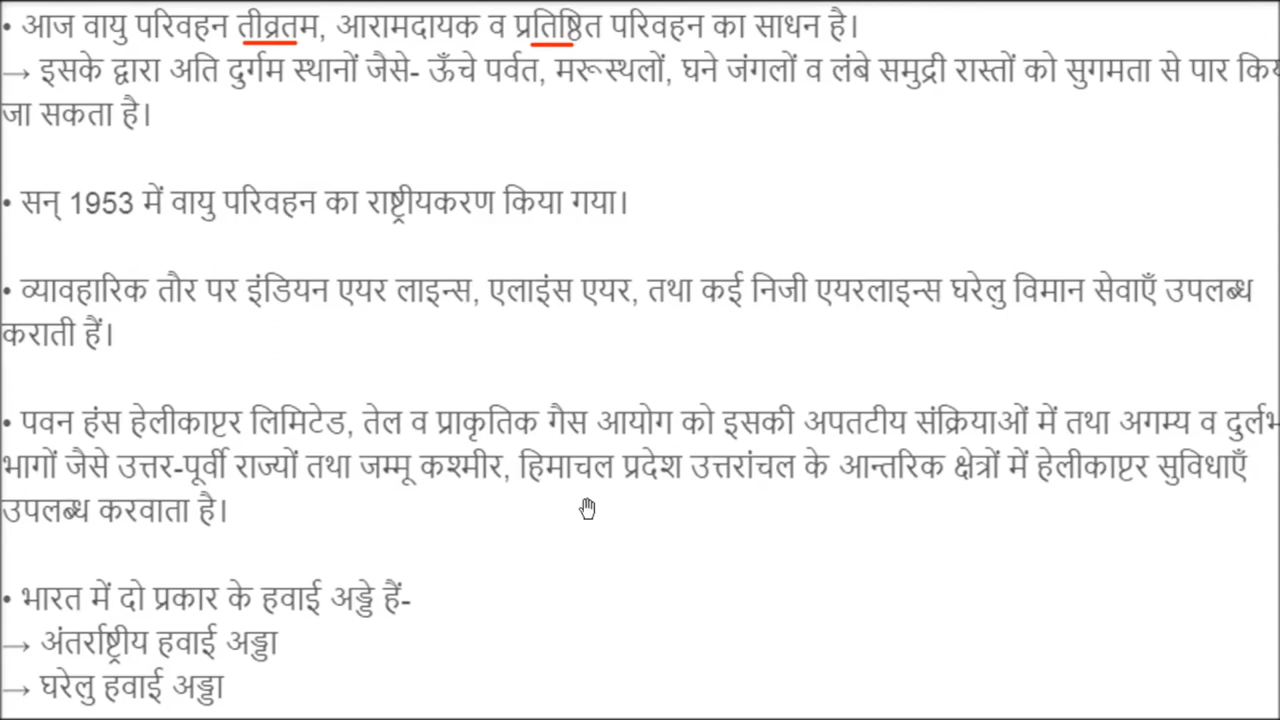 • आज वायु परिवहन तीव्रतम, आरामदायक व प्रतिष्ठित परिवहन का साधन है।
→ इसके द्वारा अति दुर्गम स्थानों जैसे- ऊँचे पर्वत, मरूस्थलों, घने जंगलों व लंबे समुद्री रास्तों को सुगमता से पार
जा सकता है।
• सन् 1953 में वायु परिवहन का राष्ट्रीयकरण किया गया।
• व्यावहारिक तौर पर इंडियन एयर लाइन्स, एलाइंस एयर, तथा कई निजी एयरलाइन्स घरेलु विमान सेवाएँ उपलब्ध
कराती हैं।
• पवन हंस हेलीकाप्टर लिमिटेड, तेल व प्राकृतिक गैस आयोग को इसकी अपतटीय संक्रियाओं में तथा अगम्य व
भागों जैसे उत्तर-पूर्वी राज्यों तथा जम्मू कश्मीर, हिमाचल प्रदेश उत्तरांचल के आन्तरिक क्षेत्रों में हेलीकाप्टर सुविधाएँ
उपलब्ध करवाता है।
• भारत में दो प्रकार के हवाई अड्डे हैं-
→ अंतर्राष्ट्रीय हवाई अड्डा
→ घरेलु हवाई अड्डा